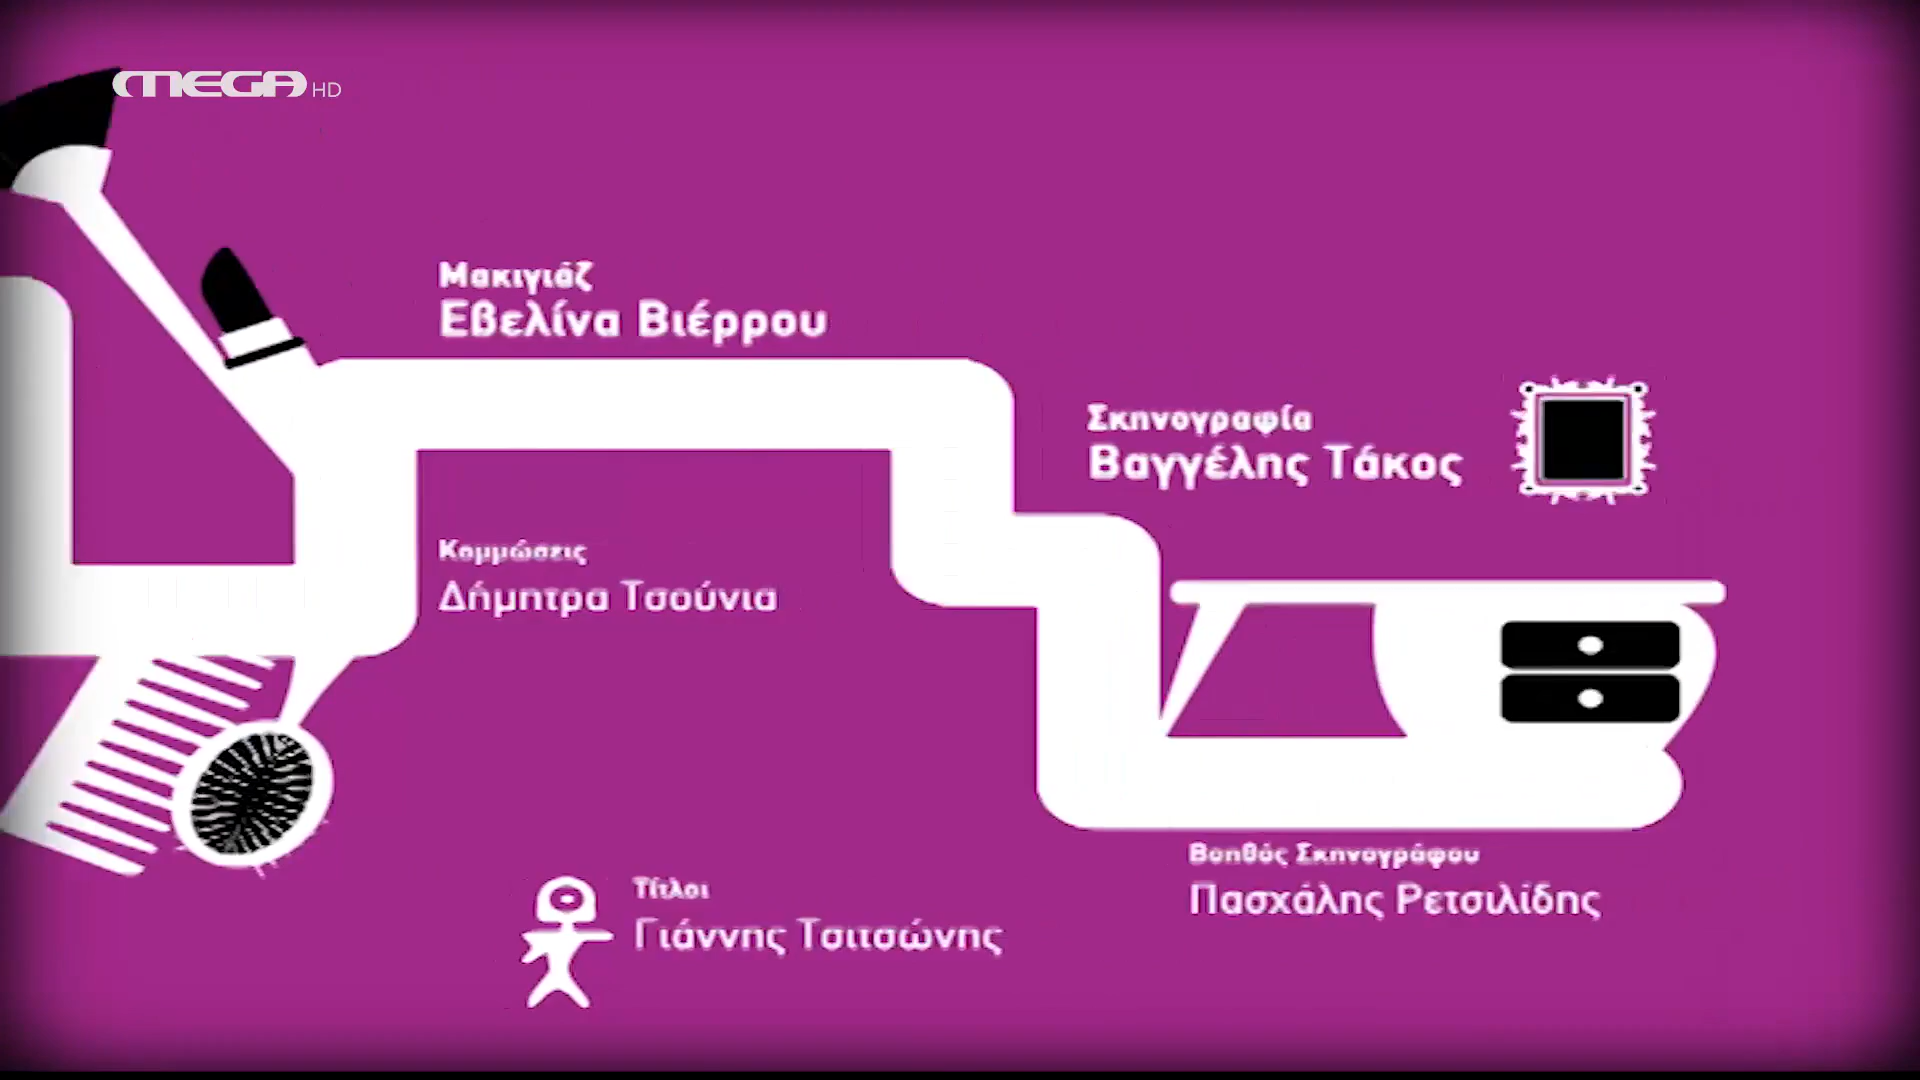 MEGA HD
Μακιγιάζ
Εβελίνα Βιέρρου
Σκηνογραφία
Βαγγέλης Τάκος
Κομμώσεις
Δήμητρα Τσούνια
Βοηθός Σκηνογράφου
Πασχάλης Ρετσιλίδης
Τίτλοι
Γιάννης Τσιτσώνης